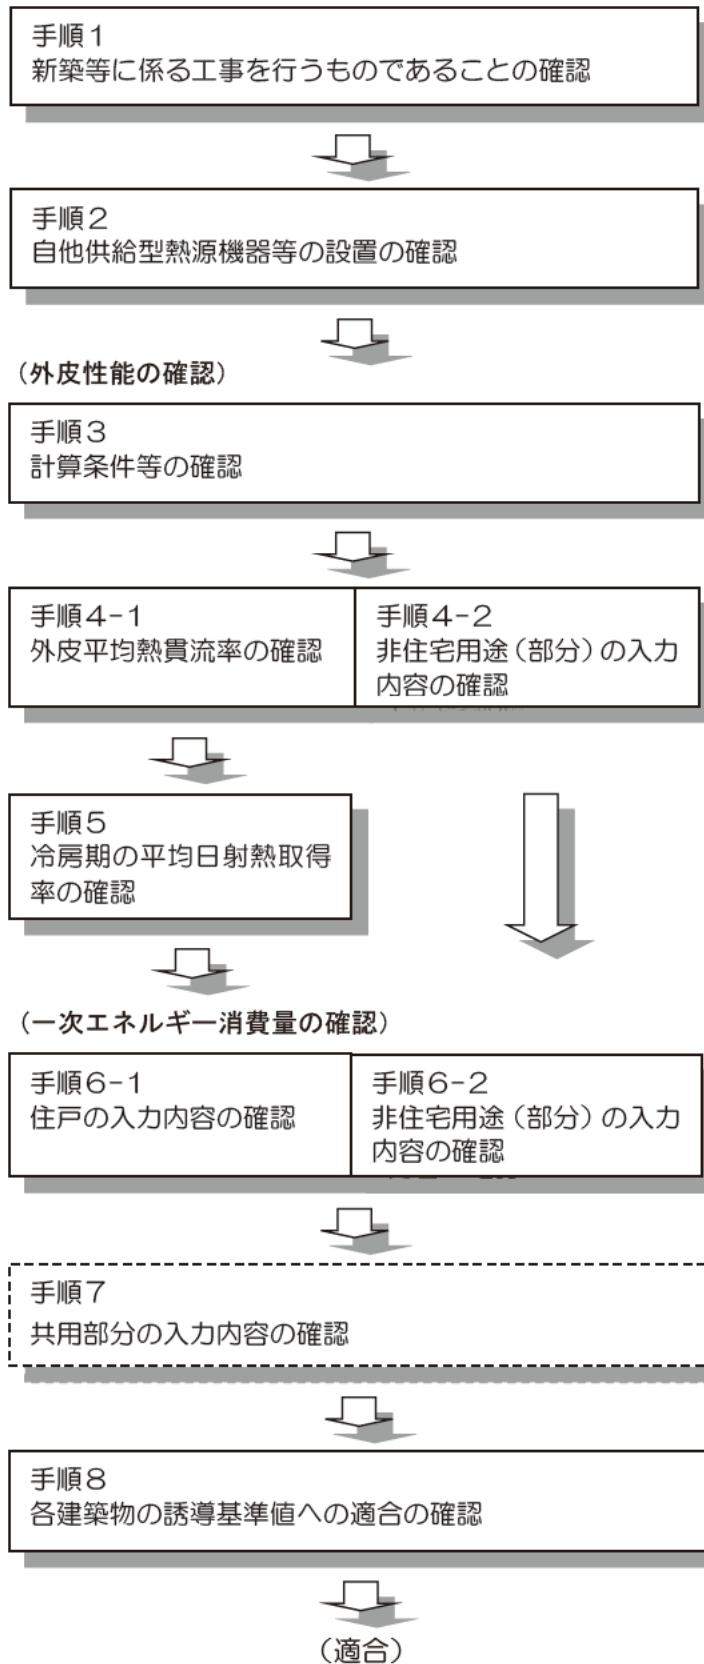 手順1
新築等に係る工事を行うものであることの確認
手順2
自他供給型熱源機器等の設置の確認
(外皮性能の確認)
手順3
計算条件等の確認
手順4-1
外皮平均熱貫流率の確認
手順4-2
非住宅用途(部分)の入力
内容の確認
手順5
冷房期の平均日射熱取得
率の確認
(一次エネルギー消費量の確認)
手順6-1
住戸の入力内容の確認
手順6-2
非住宅用途(部分)の入力
内容の確認
手順7
共用部分の入力内容の確認
手順8
各建築物の誘導基準値への適合の確認
(適合)